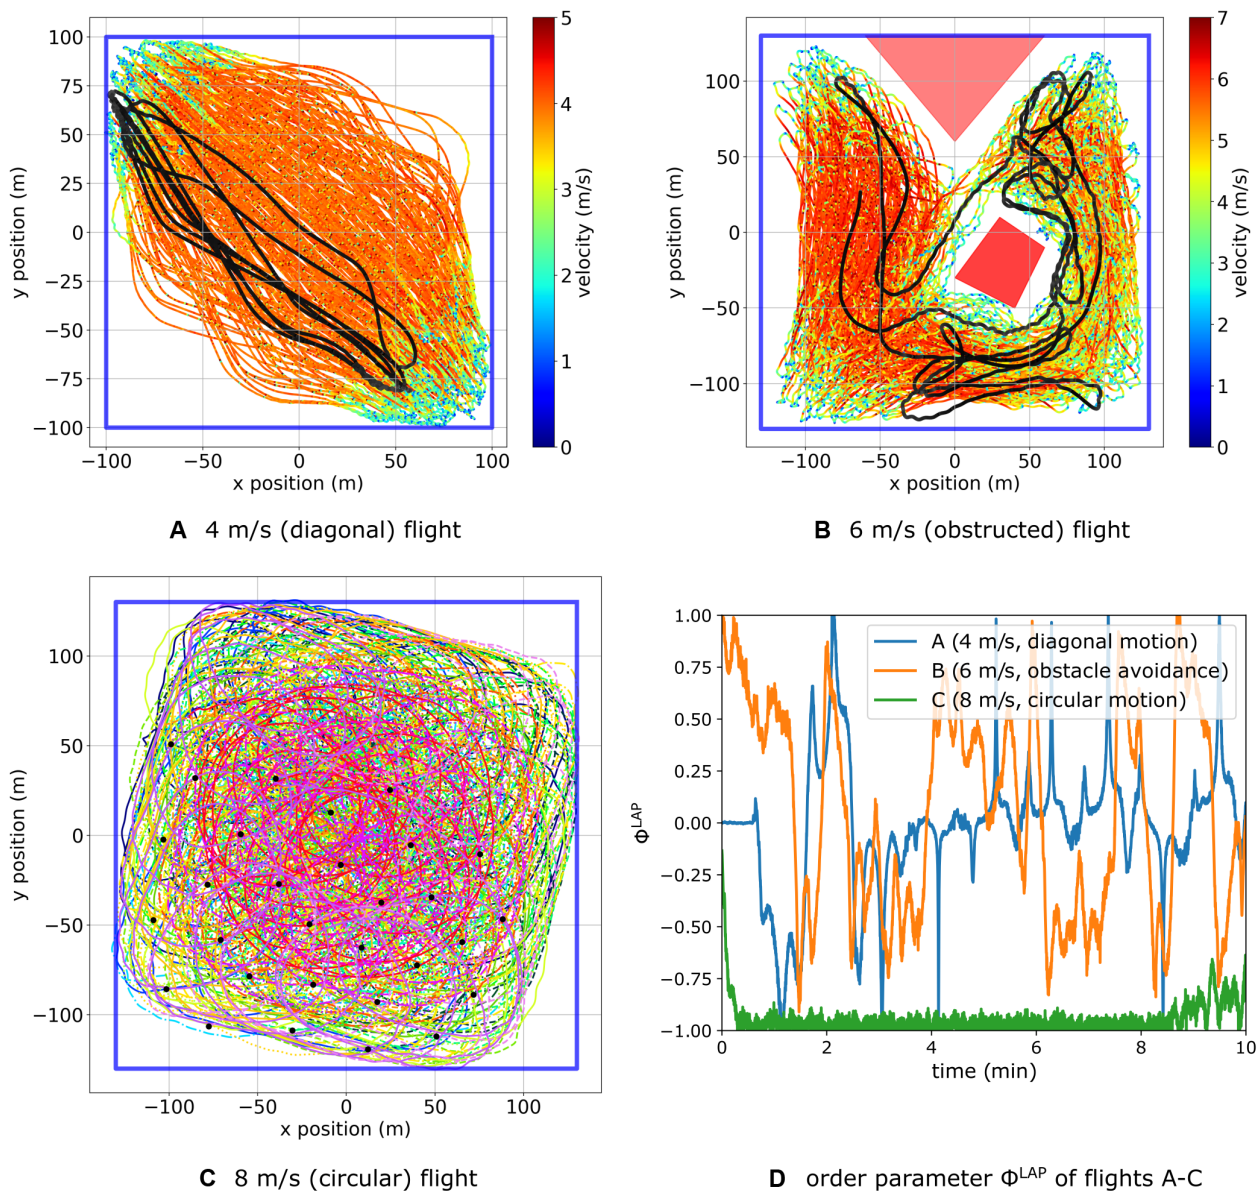 100
75
50
25
0
−25
−50
−75
−100
y position (m)
−100 −50 0 50 100
x position (m)
5
4
3
2
1
0
velocity (m/s)
A 4 m/s (diagonal) flight
100
50
0
−50
−100
y position (m)
−100 −50 0 50 100
x position (m)
7
6
5
4
3
2
1
0
velocity (m/s)
B 6 m/s (obstructed) flight
100
50
0
−50
−100
y position (m)
−100 −50 0 50 100
x position (m)
C 8 m/s (circular) flight
1.00
0.75
0.50
0.25
0.00
−0.25
−0.50
−0.75
−1.00
Φ^LAP
A (4 m/s, diagonal motion)
B (6 m/s, obstacle avoidance)
C (8 m/s, circular motion)
0 2 4 6 8 10
time (min)
D order parameter Φ^LAP of flights A-C